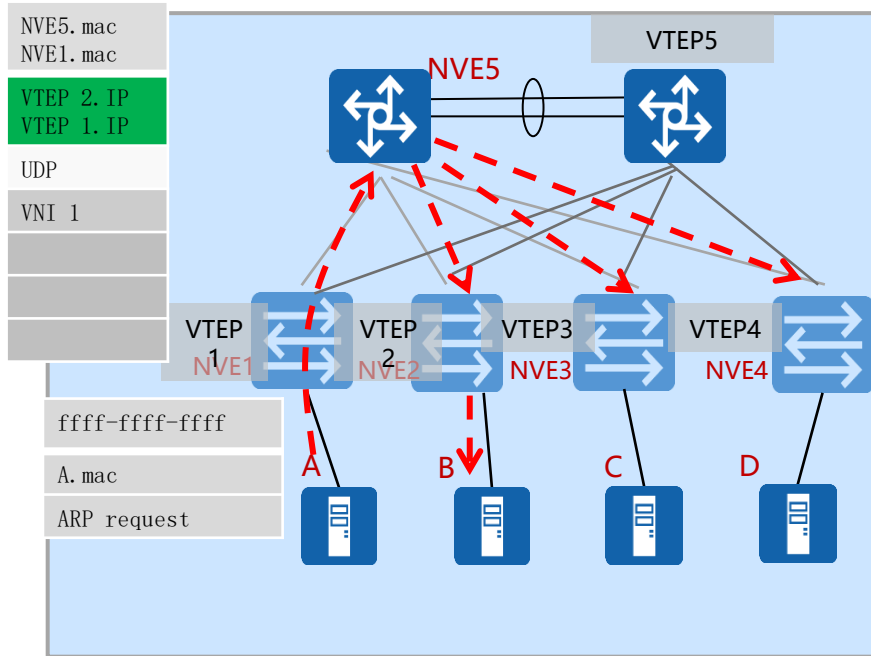 NVE5.mac
NVE1.mac
VTEP 2.IP
VTEP 1.IP
UDP
VNI 1
VTEP5
NVE5
VTEP
1
NVE1
VTEP
2
NVE2
VTEP3
NVE3
VTEP4
NVE4
ffff-ffff-ffff
A.mac
ARP request
A
B
C
D